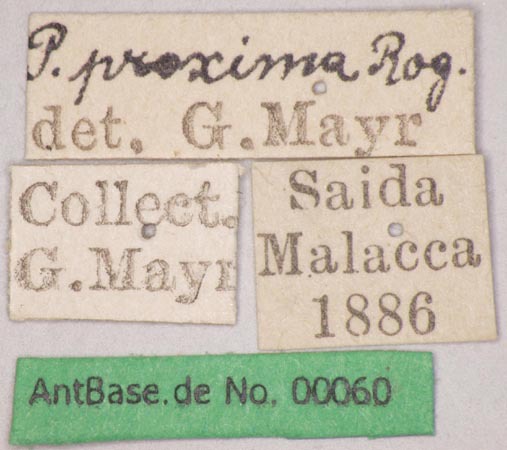 P. proxima Rog.
det. G. Mayr
Collect.
G. Mayr
Saida
Malacca
1886
AntBase.de No. 00060